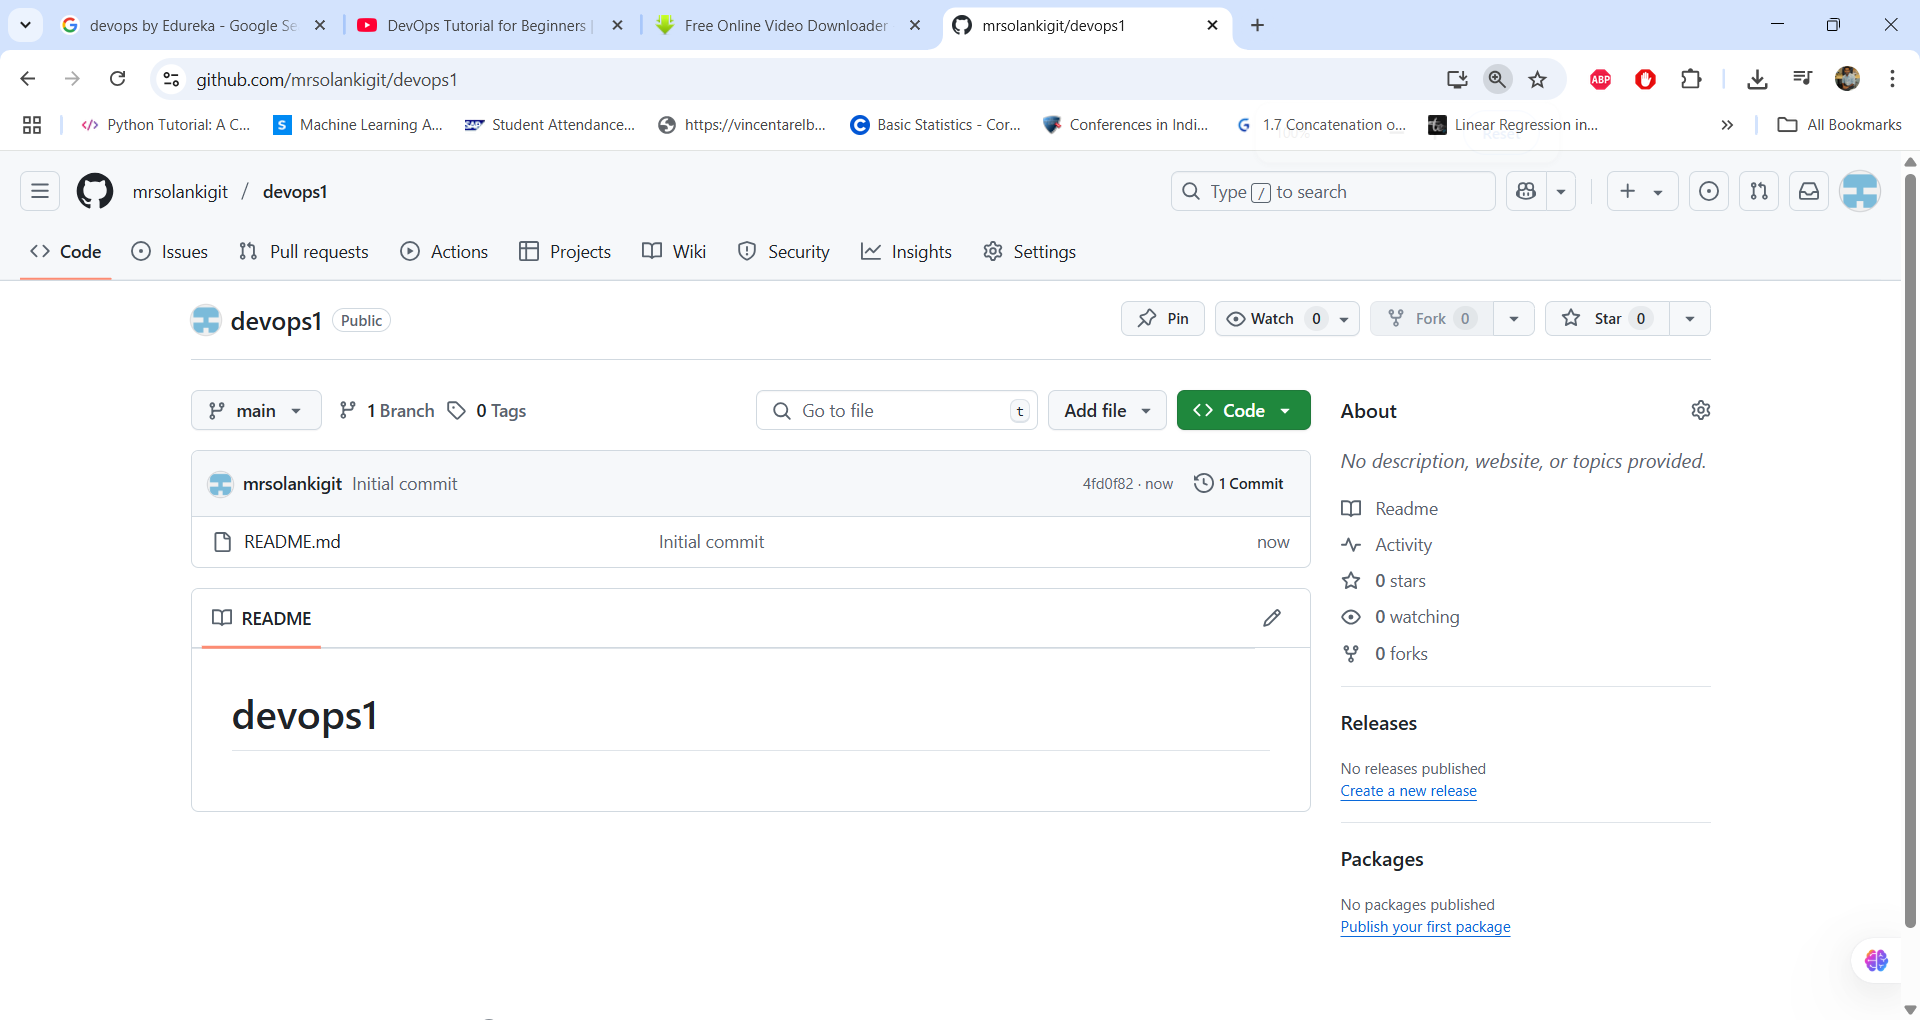 devops by Edureka - Google Se
DevOps Tutorial for Beginners |
Free Online Video Downloader
mrsolankigit/devops1
github.com/mrsolankigit/devops1
ABP
</> Python Tutorial: A C...
S Machine Learning A...
SAP Student Attendance...
https://vincentarelb...
Basic Statistics - Cor...
Conferences in Indi...
1.7 Concatenation o...
te Linear Regression in...
All Bookmarks
mrsolankigit / devops1
Type / to search
Code
Issues
Pull requests
Actions
Projects
Wiki
Security
Insights
Settings
devops1 Public
Pin
Watch 0
Fork 0
Star 0
main
1 Branch
0 Tags
Go to file t
Add file
Code
mrsolankigit Initial commit
4fd0f82 · now
1 Commit
README.md Initial commit now
README
devops1
About
No description, website, or topics provided.
Readme
Activity
0 stars
0 watching
0 forks
Releases
No releases published
Create a new release
Packages
No packages published
Publish your first package